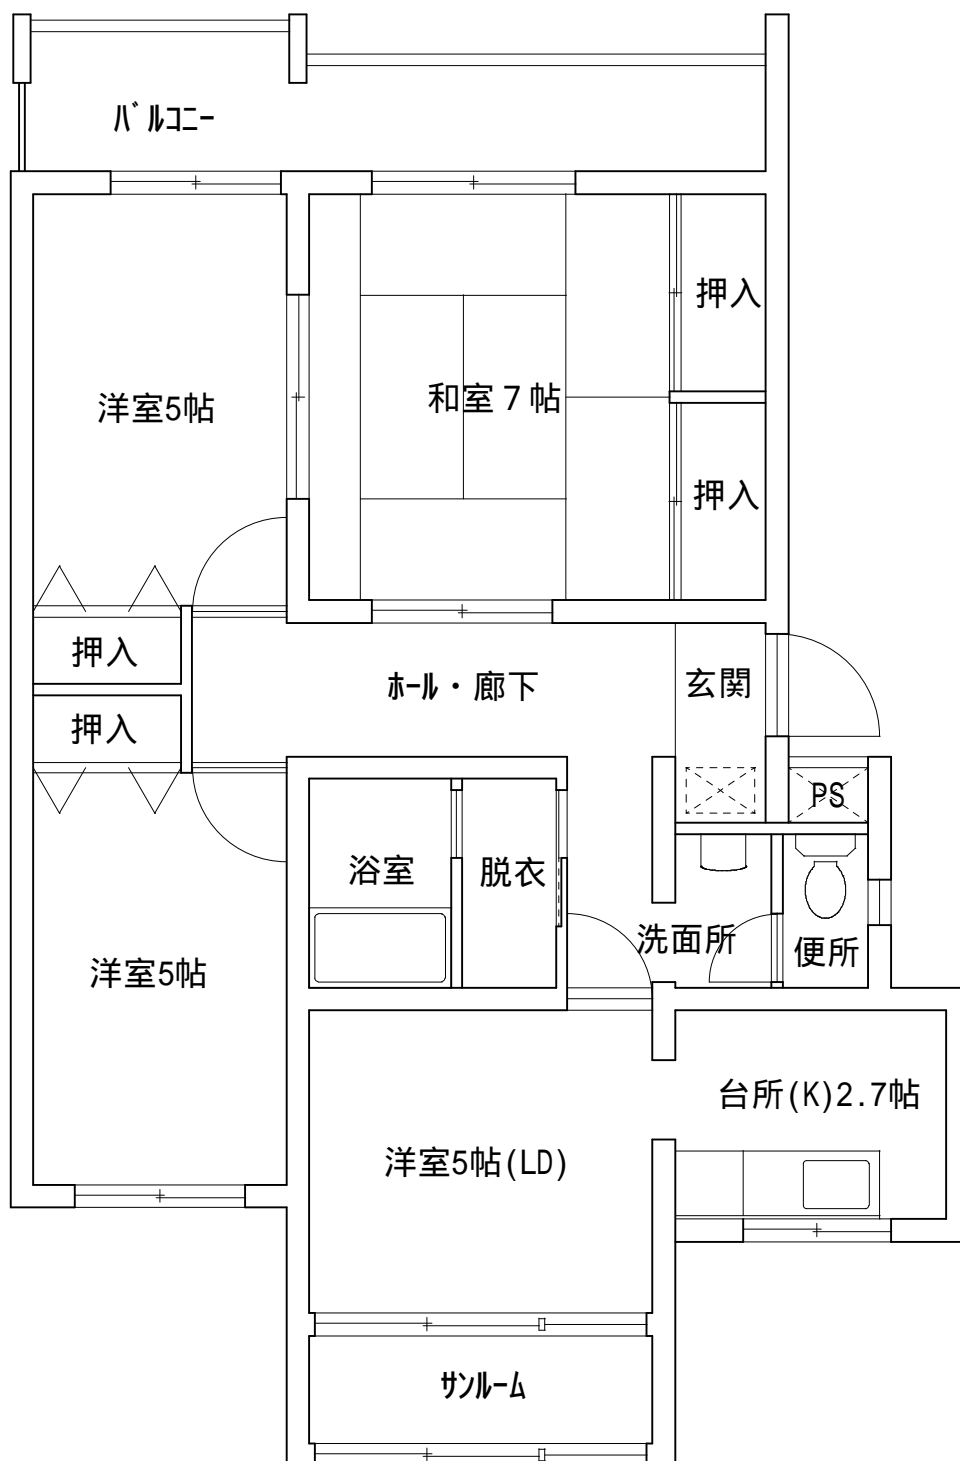 ﾊﾞﾙｺﾆｰ
押入
洋室5帖
和室７帖
押入
押入
ﾎｰﾙ・廊下
玄関
押入
PS
浴室
脱衣
洗面所
便所
洋室5帖
台所(K)2.7帖
洋室5帖(LD)
ｻﾝﾙｰﾑ